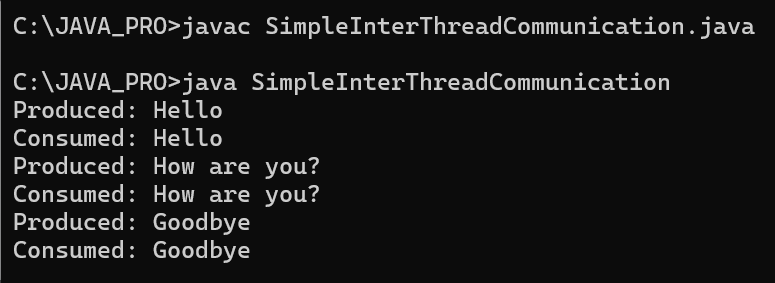 C:\JAVA_PRO>javac SimpleInterThreadCommunication.java
C:\JAVA_PRO>java SimpleInterThreadCommunication
Produced: Hello
Consumed: Hello
Produced: How are you?
Consumed: How are you?
Produced: Goodbye
Consumed: Goodbye